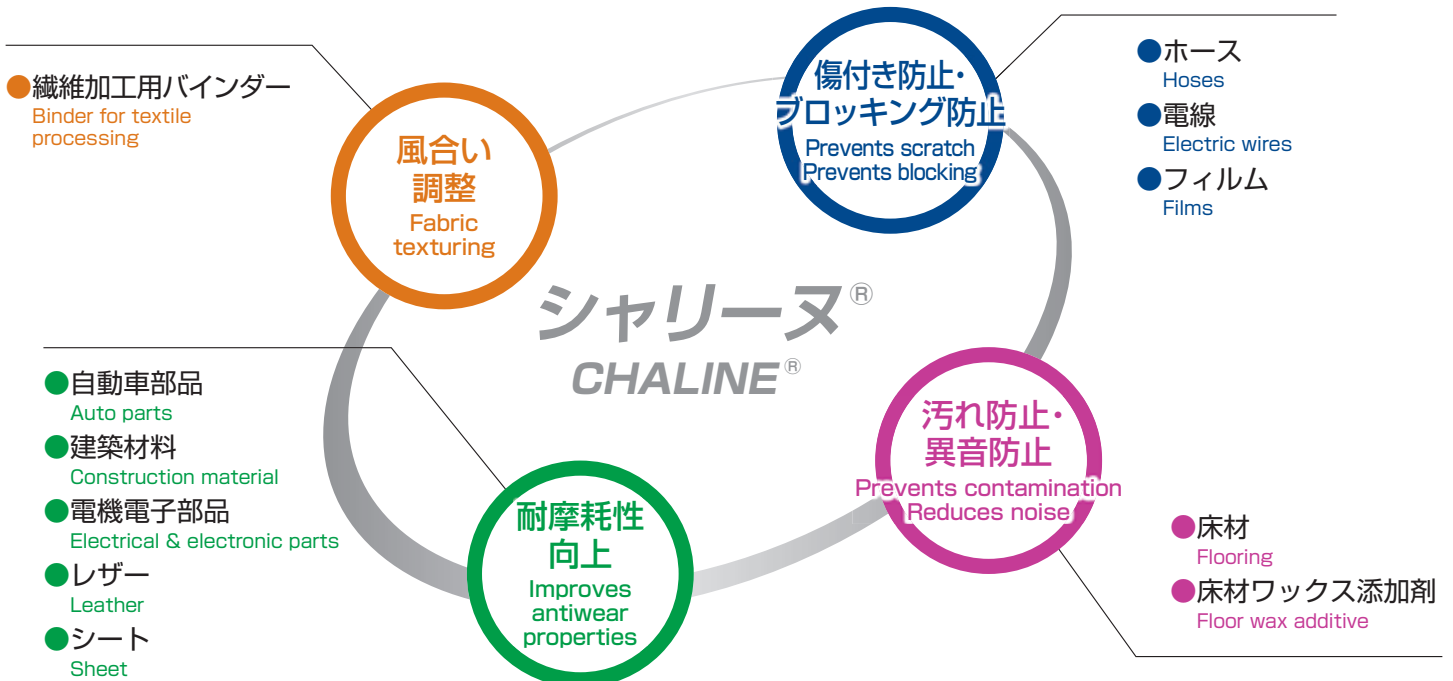 ●繊維加工用バインダー
Binder for textile
processing
風合い
調整
Fabric
texturing
傷付き防止・
ブロッキング防止
Prevents scratch
Prevents blocking
●ホース
Hoses
●電線
Electric wires
●フィルム
Films
シャリーヌ®
CHALINE®
●自動車部品
Auto parts
●建築材料
Construction material
●電機電子部品
Electrical & electronic parts
●レザー
Leather
●シート
Sheet
耐摩耗性
向上
Improves
antiwear
properties
汚れ防止・
異音防止
Prevents contamination
Reduces noise
●床材
Flooring
●床材ワックス添加剤
Floor wax additive